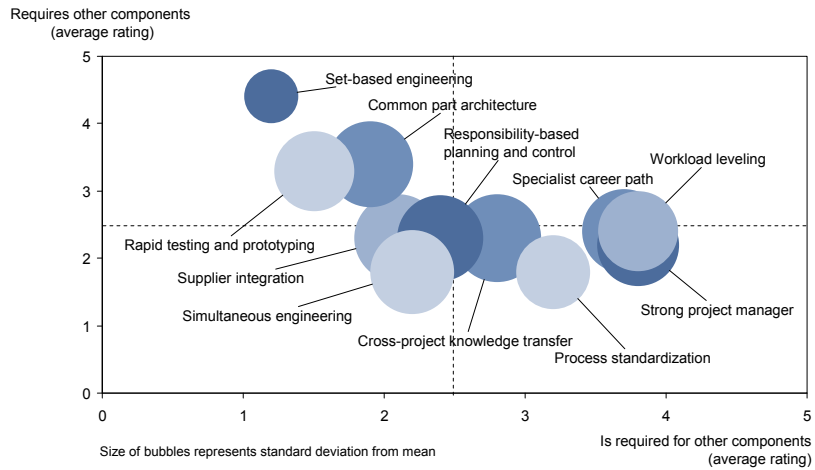 Requires other components
(average rating)
5
Set-based engineering
Common part architecture
4
Responsibility-based
planning and control
Workload leveling
Specialist career path
3
Rapid testing and prototyping
2
Supplier integration
Simultaneous engineering
Strong project manager
1
Cross-project knowledge transfer
Process standardization
0
0 1 2 3 4 5
Size of bubbles represents standard deviation from mean
Is required for other components
(average rating)